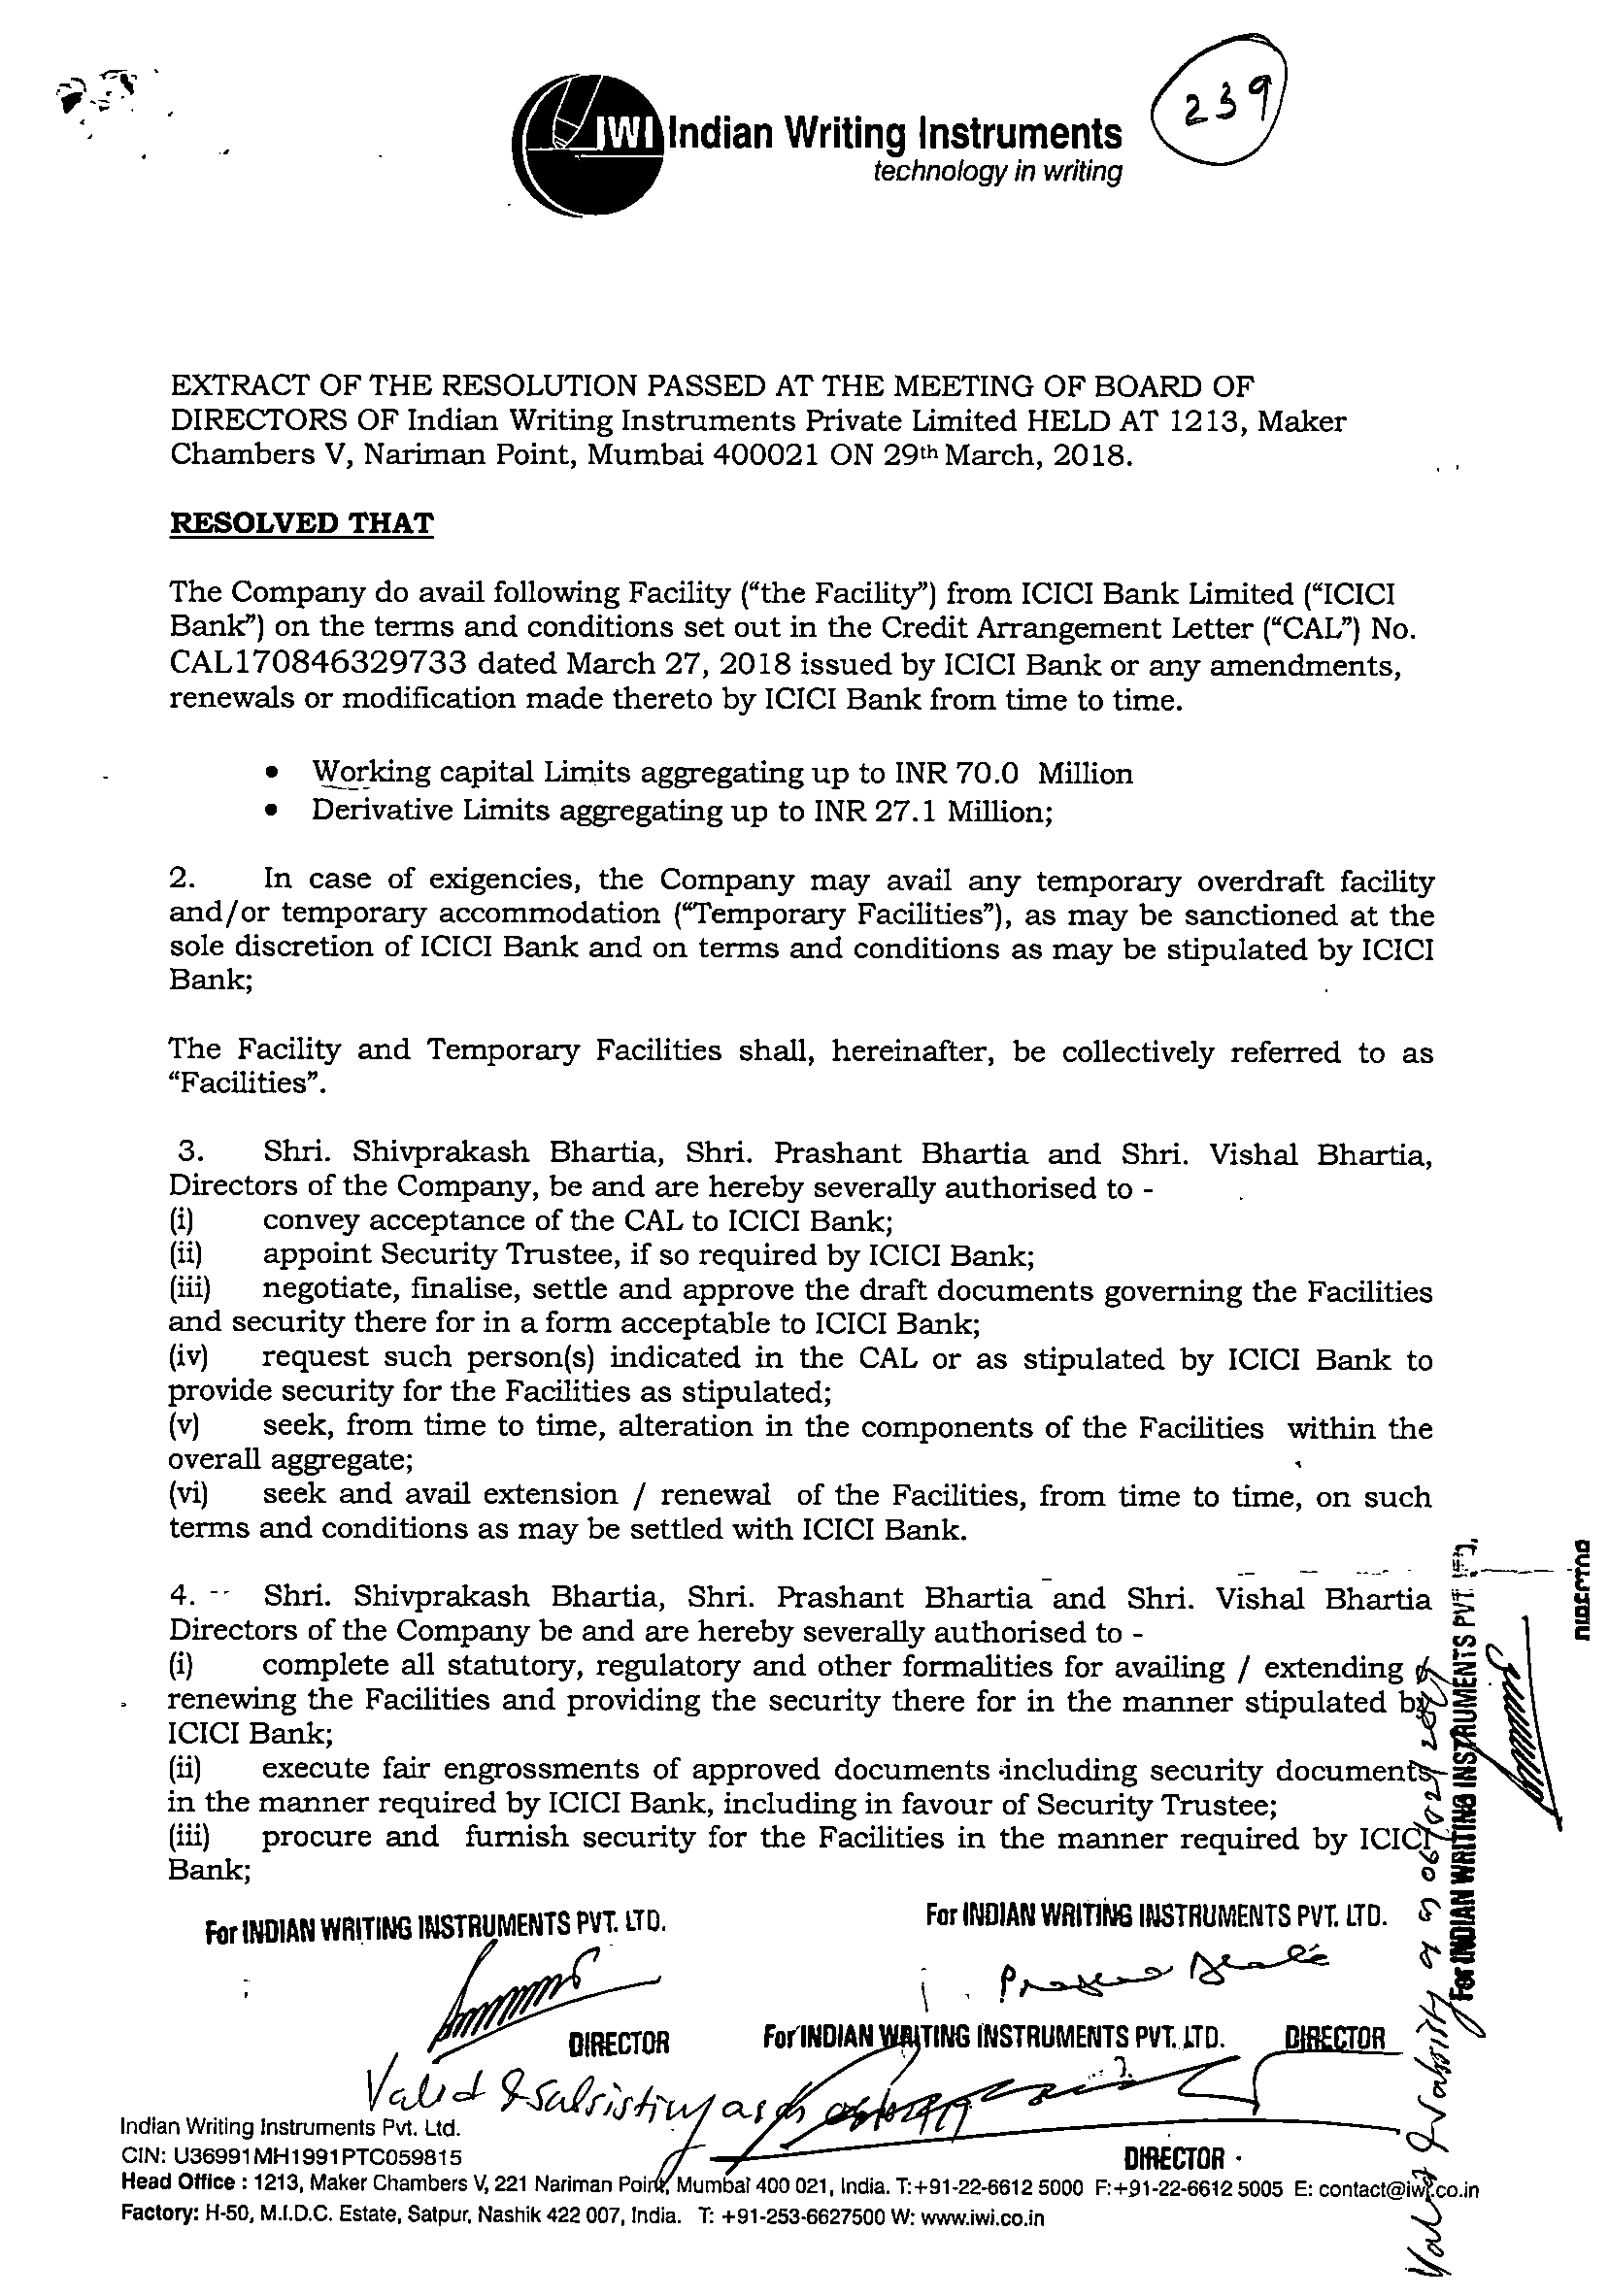 239
IWI Indian Writing Instruments
technology in writing
EXTRACT OF THE RESOLUTION PASSED AT THE MEETING OF BOARD OF
DIRECTORS OF Indian Writing Instruments Private Limited HELD AT 1213, Maker
Chambers V, Nariman Point, Mumbai 400021 ON 29th March, 2018.
RESOLVED THAT
The Company do avail following Facility (“the Facility”) from ICICI Bank Limited (“ICICI
Bank”) on the terms and conditions set out in the Credit Arrangement Letter (“CAL”) No.
CAL170846329733 dated March 27, 2018 issued by ICICI Bank or any amendments,
renewals or modification made thereto by ICICI Bank from time to time.
• Working capital Limits aggregating up to INR 70.0 Million
• Derivative Limits aggregating up to INR 27.1 Million;
2. In case of exigencies, the Company may avail any temporary overdraft facility
and/or temporary accommodation (“Temporary Facilities”), as may be sanctioned at the
sole discretion of ICICI Bank and on terms and conditions as may be stipulated by ICICI
Bank;
The Facility and Temporary Facilities shall, hereinafter, be collectively referred to as
“Facilities”.
3. Shri. Shivprakash Bhartia, Shri. Prashant Bhartia and Shri. Vishal Bhartia,
Directors of the Company, be and are hereby severally authorised to -
(i) convey acceptance of the CAL to ICICI Bank;
(ii) appoint Security Trustee, if so required by ICICI Bank;
(iii) negotiate, finalise, settle and approve the draft documents governing the Facilities
and security there for in a form acceptable to ICICI Bank;
(iv) request such person(s) indicated in the CAL or as stipulated by ICICI Bank to
provide security for the Facilities as stipulated;
(v) seek, from time to time, alteration in the components of the Facilities within the
overall aggregate;
(vi) seek and avail extension / renewal of the Facilities, from time to time, on such
terms and conditions as may be settled with ICICI Bank.
4. Shri. Shivprakash Bhartia, Shri. Prashant Bhartia and Shri. Vishal Bhartia
Directors of the Company be and are hereby severally authorised to -
(i) complete all statutory, regulatory and other formalities for availing / extending
renewing the Facilities and providing the security there for in the manner stipulated by
ICICI Bank;
(ii) execute fair engrossments of approved documents including security documents
in the manner required by ICICI Bank, including in favour of Security Trustee;
(iii) procure and furnish security for the Facilities in the manner required by ICICI
Bank;
For INDIAN WRITING INSTRUMENTS PVT. LTD.
For INDIAN WRITING INSTRUMENTS PVT. LTD.
DIRECTOR
For INDIAN WRITING INSTRUMENTS PVT. LTD.
DIRECTOR
Valid & Subsisting as
DIRECTOR
For INDIAN WRITING INSTRUMENTS PVT. LTD.
DIRECTOR
Indian Writing Instruments Pvt. Ltd.
CIN: U36991MH1991PTC059815
Head Office : 1213, Maker Chambers V, 221 Nariman Point, Mumbai 400 021, India. T:+91-22-6612 5000 F:+91-22-6612 5005 E: contact@iwi.co.in
Factory: H-50, M.I.D.C. Estate, Satpur, Nashik 422 007, India. T: +91-253-6627500 W: www.iwi.co.in